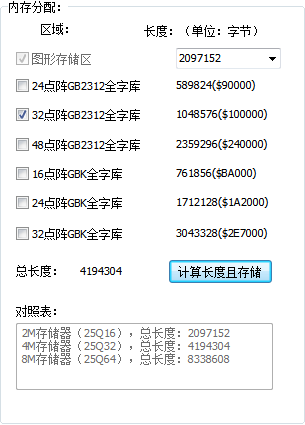 内存分配：
区域： 长度：（单位：字节）
图形存储区 2097152
24点阵GB2312全字库 589824($90000)
32点阵GB2312全字库 1048576($100000)
48点阵GB2312全字库 2359296($240000)
16点阵GBK全字库 761856($BA000)
24点阵GBK全字库 1712128($1A2000)
32点阵GBK全字库 3043328($2E7000)
总长度： 4194304 计算长度且存储
对照表：
2M存储器（25Q16），总长度：2097152
4M存储器（25Q32），总长度：4194304
8M存储器（25Q64），总长度：8338608